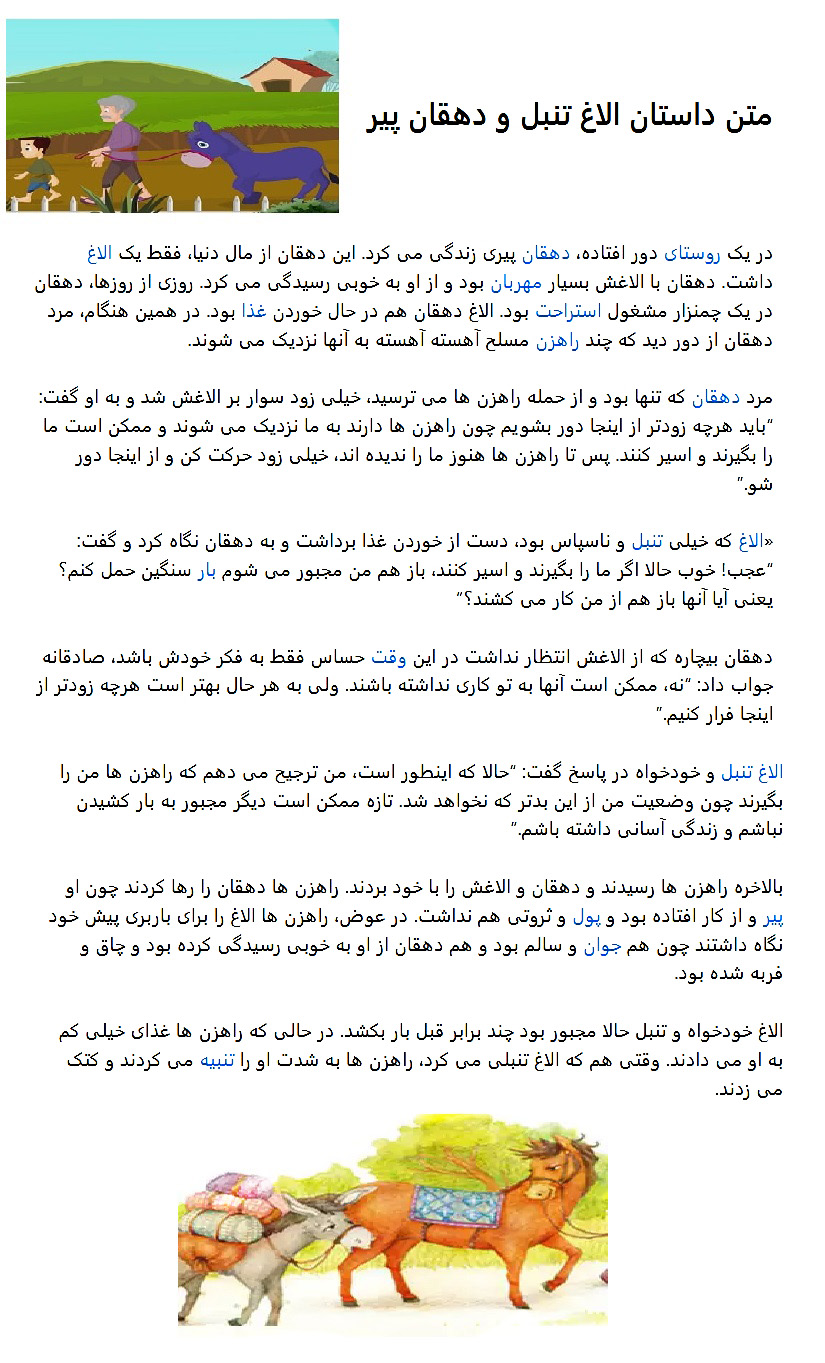 متن داستان الاغ تنبل و دهقان پیر
در یک روستای دور افتاده، دهقان پیری زندگی می کرد. این دهقان از مال دنیا، فقط یک الاغ
داشت. دهقان با الاغش بسیار مهربان بود و از او به خوبی رسیدگی می کرد. روزی از روزها، دهقان
در یک چمنزار مشغول استراحت بود. الاغ دهقان هم در حال خوردن غذا بود. در همین هنگام، مرد
دهقان از دور دید که چند راهزن مسلح آهسته آهسته به آنها نزدیک می شوند.
مرد دهقان که تنها بود و از حمله راهزن ها می ترسید، خیلی زود سوار بر الاغش شد و به او گفت:
“باید هرچه زودتر از اینجا دور بشویم چون راهزن ها دارند به ما نزدیک می شوند و ممکن است ما
را بگیرند و اسیر کنند. پس تا راهزن ها هنوز ما را ندیده اند، خیلی زود حرکت کن و از اینجا دور
شو.”
«الاغ که خیلی تنبل و ناسپاس بود، دست از خوردن غذا برداشت و به دهقان نگاه کرد و گفت:
“عجب! خوب حالا اگر ما را بگیرند و اسیر کنند، باز هم من مجبور می شوم بار سنگین حمل کنم؟
یعنی آیا آنها باز هم از من کار می کشند؟”
دهقان بیچاره که از الاغش انتظار نداشت در این وقت حساس فقط به فکر خودش باشد، صادقانه
جواب داد: “نه، ممکن است آنها به تو کاری نداشته باشند. ولی به هر حال بهتر است هرچه زودتر از
اینجا فرار کنیم.”
الاغ تنبل و خودخواه در پاسخ گفت: “حالا که اینطور است، من ترجیح می دهم که راهزن ها من را
بگیرند چون وضعیت من از این بدتر که نخواهد شد. تازه ممکن است دیگر مجبور به بار کشیدن
نباشم و زندگی آسانی داشته باشم.”
بالاخره راهزن ها رسیدند و دهقان و الاغش را با خود بردند. راهزن ها دهقان را رها کردند چون او
پیر و از کار افتاده بود و پول و ثروتی هم نداشت. در عوض، راهزن ها الاغ را برای باربری پیش خود
نگاه داشتند چون هم جوان و سالم بود و هم دهقان از او به خوبی رسیدگی کرده بود و چاق و
فربه شده بود.
الاغ خودخواه و تنبل حالا مجبور بود چند برابر قبل بار بکشد. در حالی که راهزن ها غذای خیلی کم
به او می دادند. وقتی هم که الاغ تنبلی می کرد، راهزن ها به شدت او را تنبیه می کردند و کتک
می زدند.